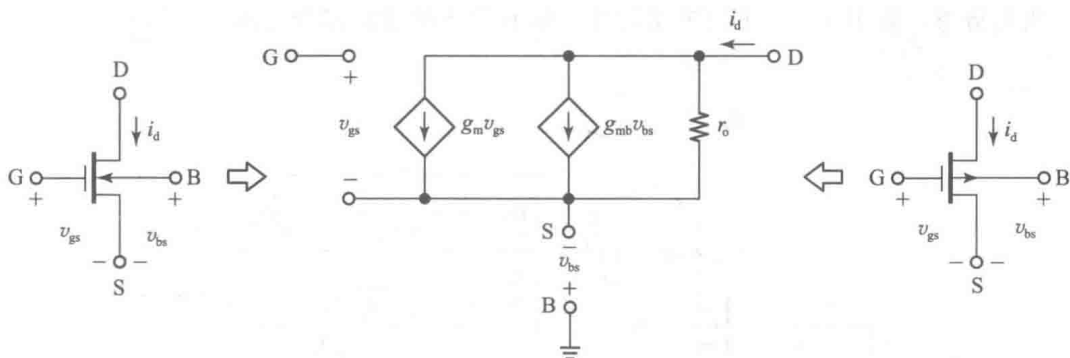 D
i_d
G
B
+
+
v_gs
v_bs
−
−
S
G
+
v_gs
−
g_m v_gs
g_mb v_bs
r_o
i_d
D
S
−
v_bs
+
B
D
i_d
G
B
+
+
v_gs
v_bs
−
−
S